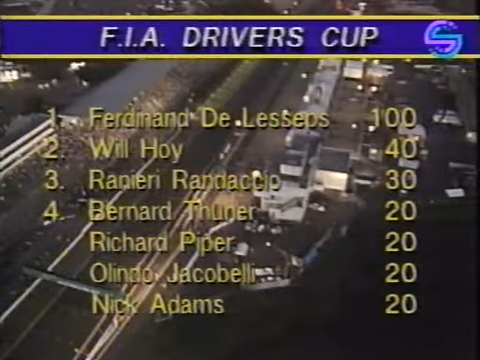 F.I.A. DRIVERS CUP
1. Ferdinand De Lesseps 100
2. Will Hoy 40
3. Ranieri Randaccio 30
4. Bernard Thuner 20
Richard Piper 20
Olindo Jacobelli 20
Nick Adams 20